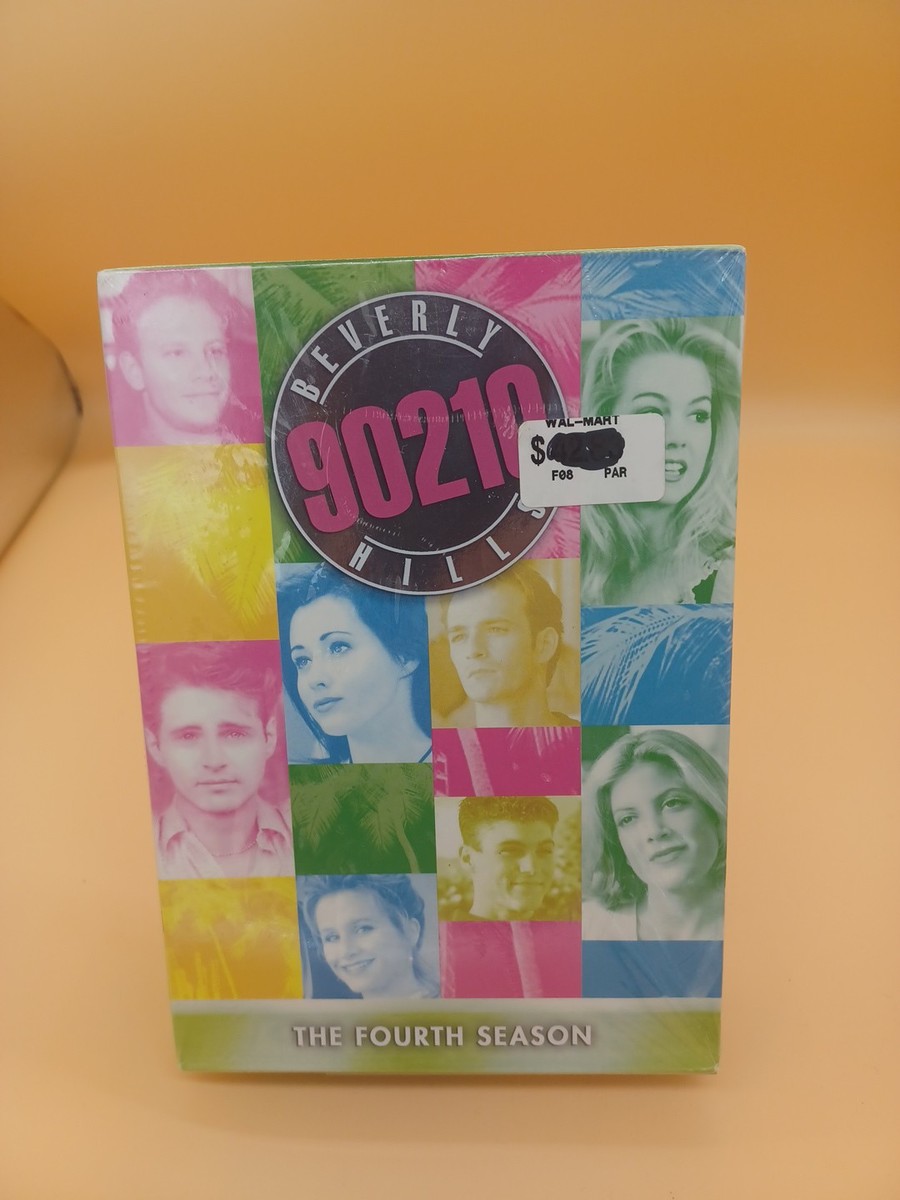 BEVERLY
90210
HILLS
WAL-MART
$
F08 PAR
THE FOURTH SEASON